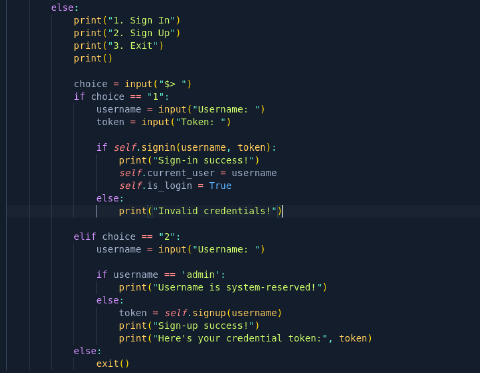 else:
print("1. Sign In")
print("2. Sign Up")
print("3. Exit")
print()
choice = input("$> ")
if choice == "1":
username = input("Username: ")
token = input("Token: ")
if self.signin(username, token):
print("Sign-in success!")
self.current_user = username
self.is_login = True
else:
print("Invalid credentials!")
elif choice == "2":
username = input("Username: ")
if username == 'admin':
print("Username is system-reserved!")
else:
token = self.signup(username)
print("Sign-up success!")
print("Here's your credential token:", token)
else:
exit()